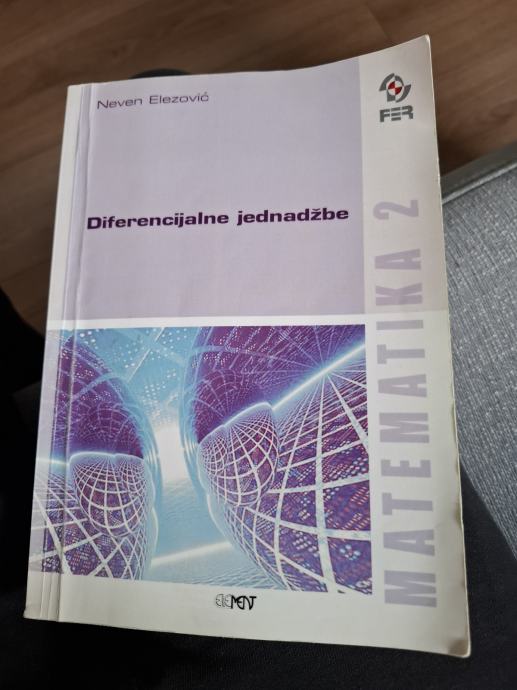 Neven Elezović
FER
Diferencijalne jednadžbe
MATEMATIKA 2
ELEMENT